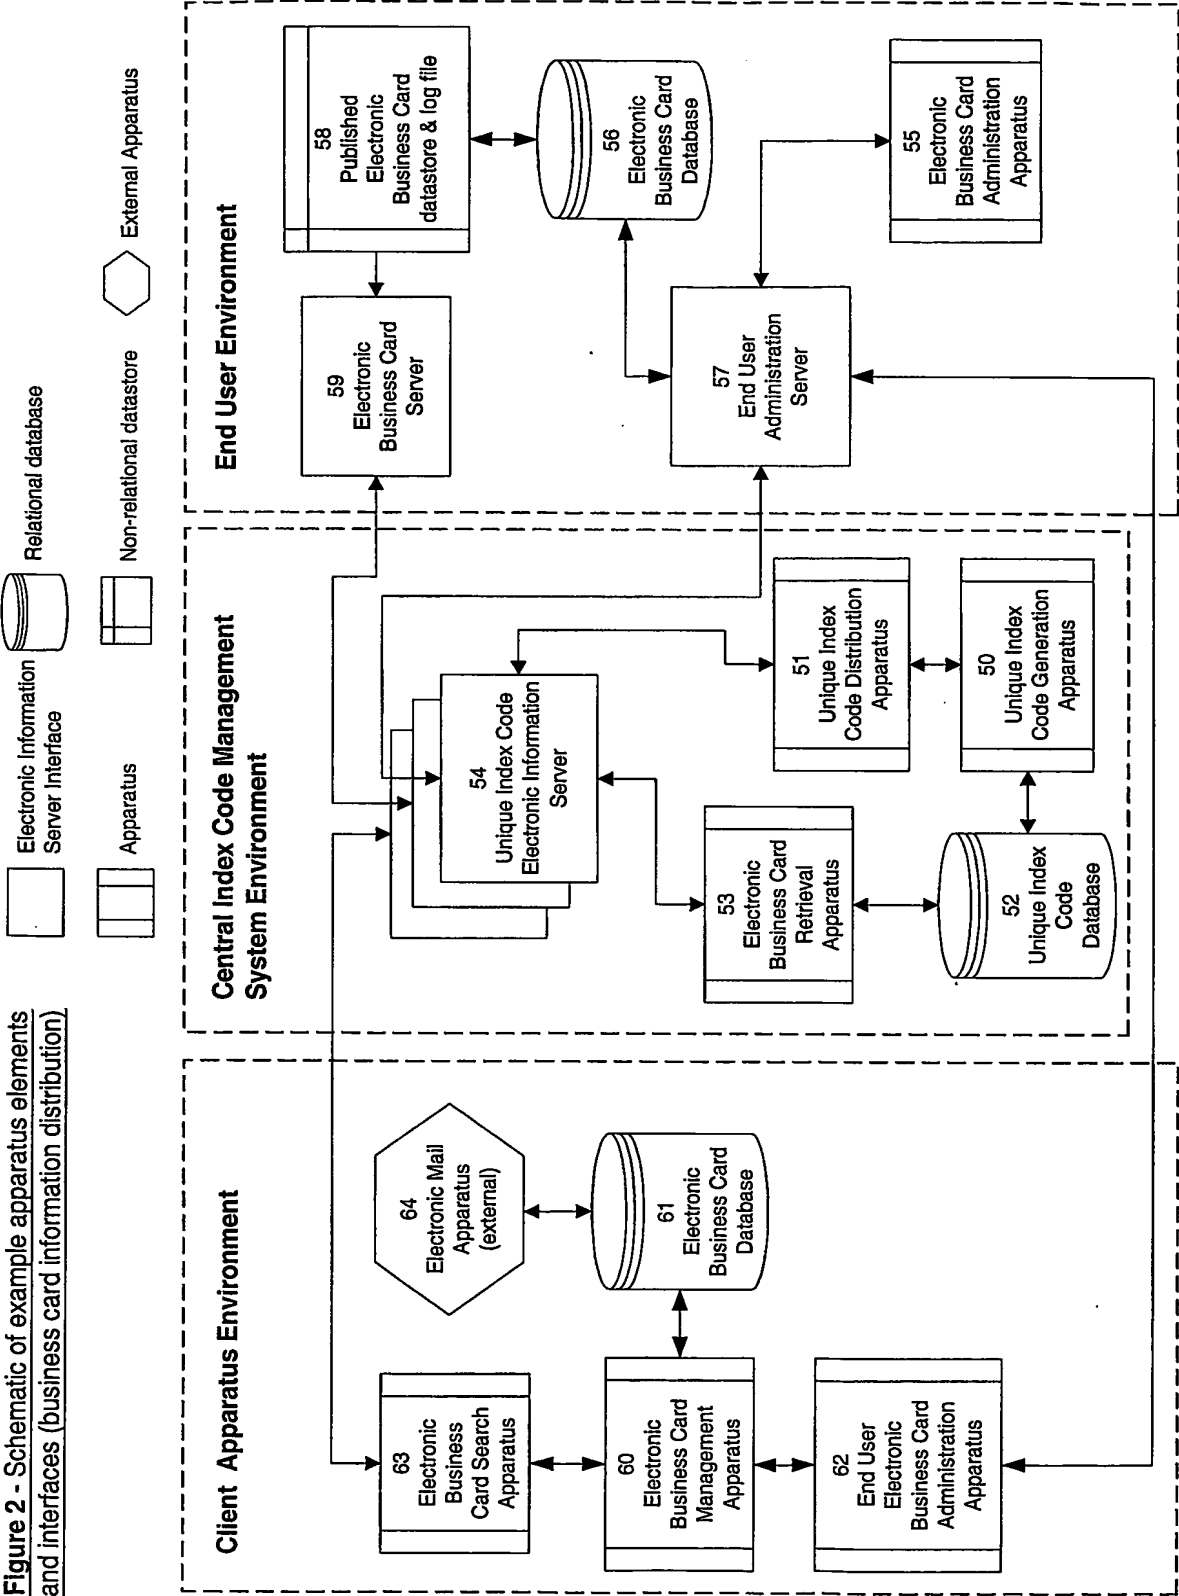 Figure 2 - Schematic of example apparatus elements
and interfaces (business card information distribution)
Electronic Information
Server Interface
Relational database
Apparatus
Non-relational datastore
External Apparatus
Client Apparatus Environment
63
Electronic
Business
Card Search
Apparatus
64
Electronic Mail
Apparatus
(external)
60
Electronic
Business Card
Management
Apparatus
61
Electronic
Business Card
Database
62
End User
Electronic
Business Card
Administration
Apparatus
Central Index Code Management
System Environment
54
Unique Index Code
Electronic Information
Server
53
Electronic
Business Card
Retrieval
Apparatus
51
Unique Index
Code Distribution
Apparatus
52
Unique Index
Code
Database
50
Unique Index
Code Generation
Apparatus
End User Environment
59
Electronic
Business Card
Server
58
Published
Electronic
Business Card
datastore & log file
56
Electronic
Business Card
Database
57
End User
Administration
Server
55
Electronic
Business Card
Administration
Apparatus